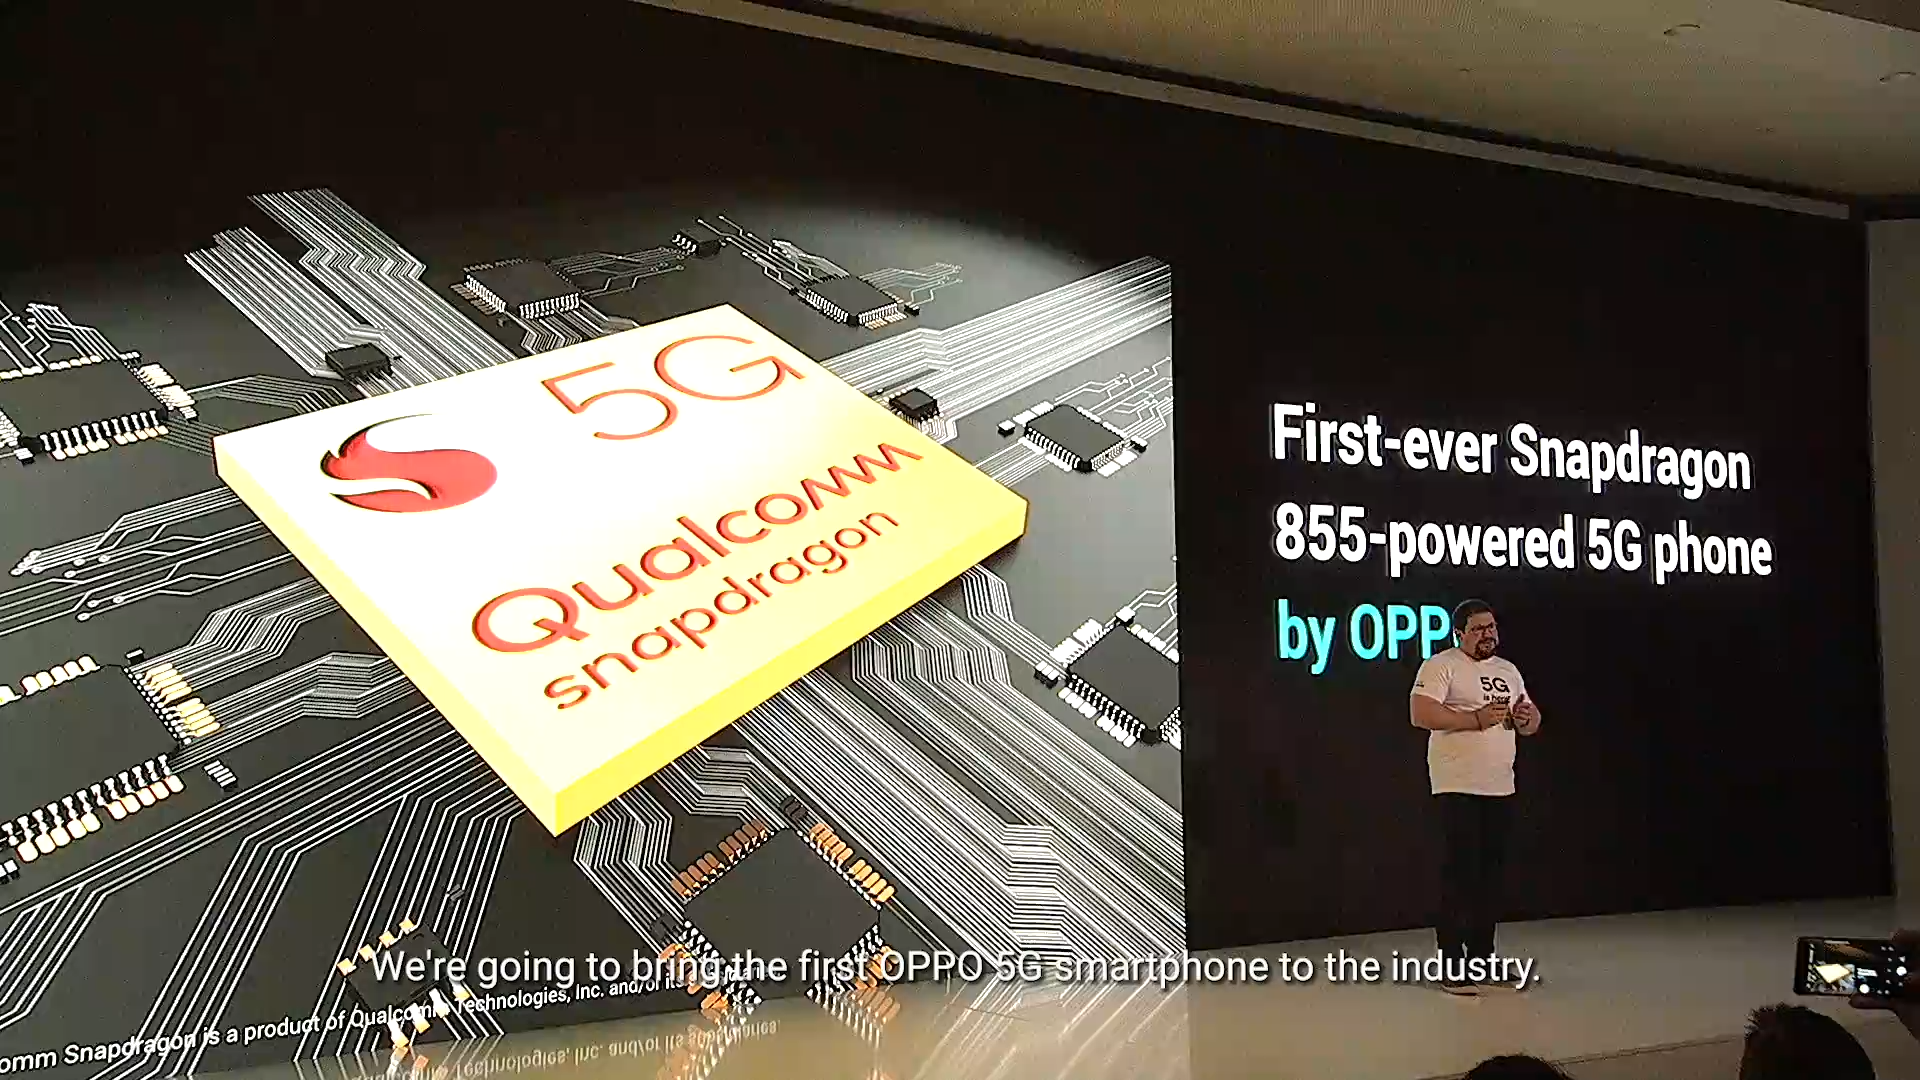 5G
Qualcomm
snapdragon
First-ever Snapdragon
855-powered 5G phone
by OPP
5G
We're going to bring the first OPPO 5G smartphone to the industry.
omm Snapdragon is a product of Qualcomm Technologies, Inc. and/or its